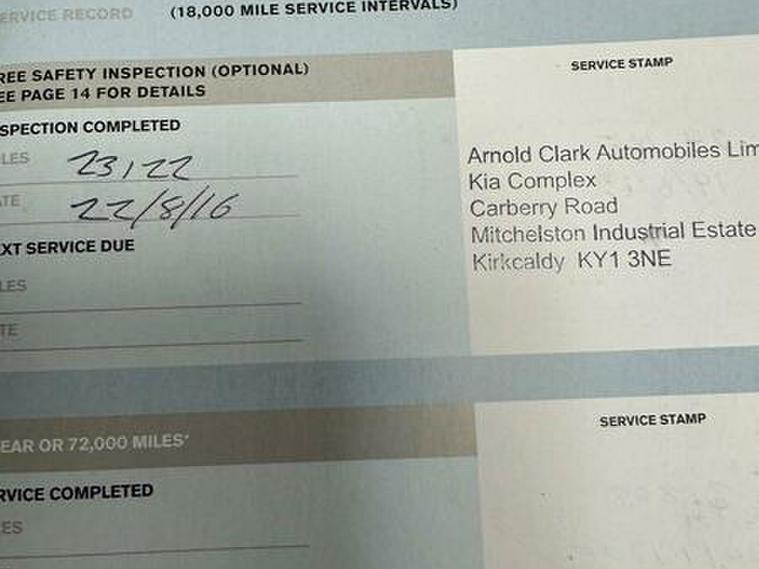 ERVICE RECORD (18,000 MILE SERVICE INTERVALS)
REE SAFETY INSPECTION (OPTIONAL)
EE PAGE 14 FOR DETAILS
SERVICE STAMP
SPECTION COMPLETED
LES 23122
ATE 22/8/16
Arnold Clark Automobiles Lim
Kia Complex
Carberry Road
Mitchelston Industrial Estate
Kirkcaldy KY1 3NE
EXT SERVICE DUE
LES
TE
EAR OR 72,000 MILES*
SERVICE STAMP
RVICE COMPLETED
ES